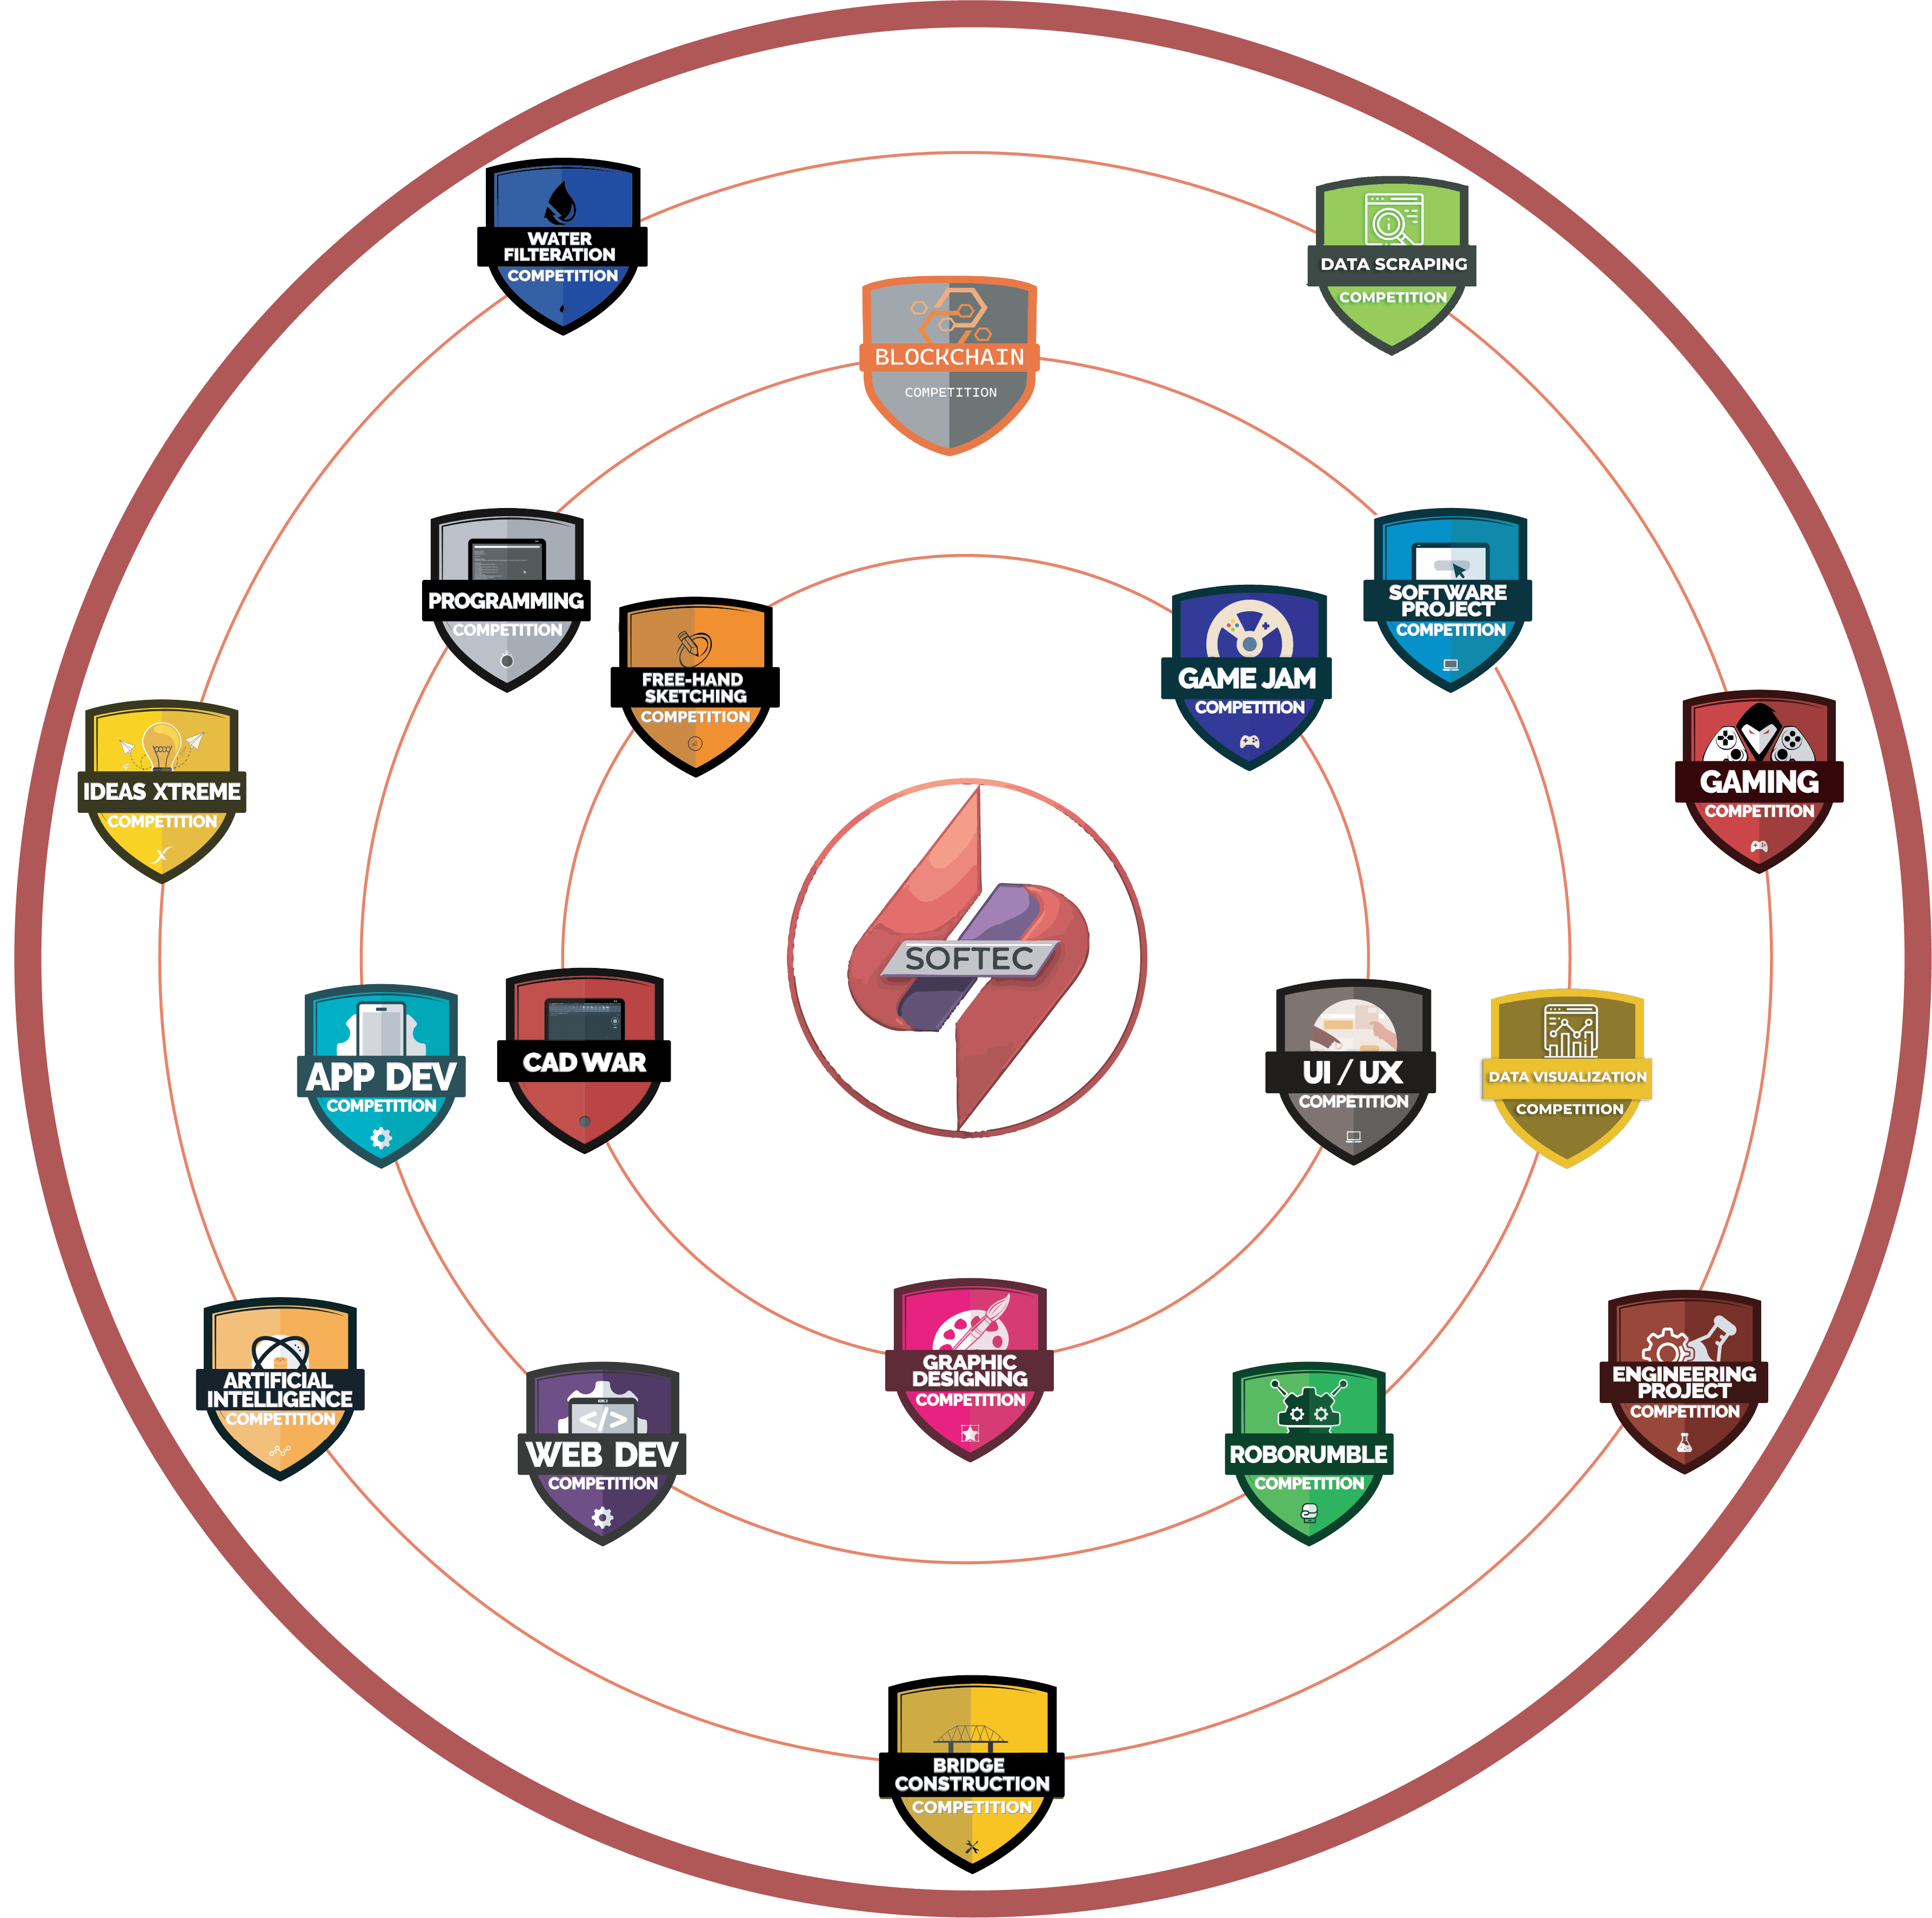 WATER
FILTERATION
COMPETITION
DATA SCRAPING
COMPETITION
BLOCKCHAIN
COMPETITION
PROGRAMMING
COMPETITION
SOFTWARE
PROJECT
COMPETITION
FREE-HAND
SKETCHING
COMPETITION
GAME JAM
COMPETITION
IDEAS XTREME
COMPETITION
X
GAMING
COMPETITION
SOFTEC
APP DEV
COMPETITION
CAD WAR
UI / UX
COMPETITION
DATA VISUALIZATION
COMPETITION
ARTIFICIAL
INTELLIGENCE
COMPETITION
GRAPHIC
DESIGNING
COMPETITION
ENGINEERING
PROJECT
COMPETITION
</>
WEB DEV
COMPETITION
ROBORUMBLE
COMPETITION
BRIDGE
CONSTRUCTION
COMPETITION